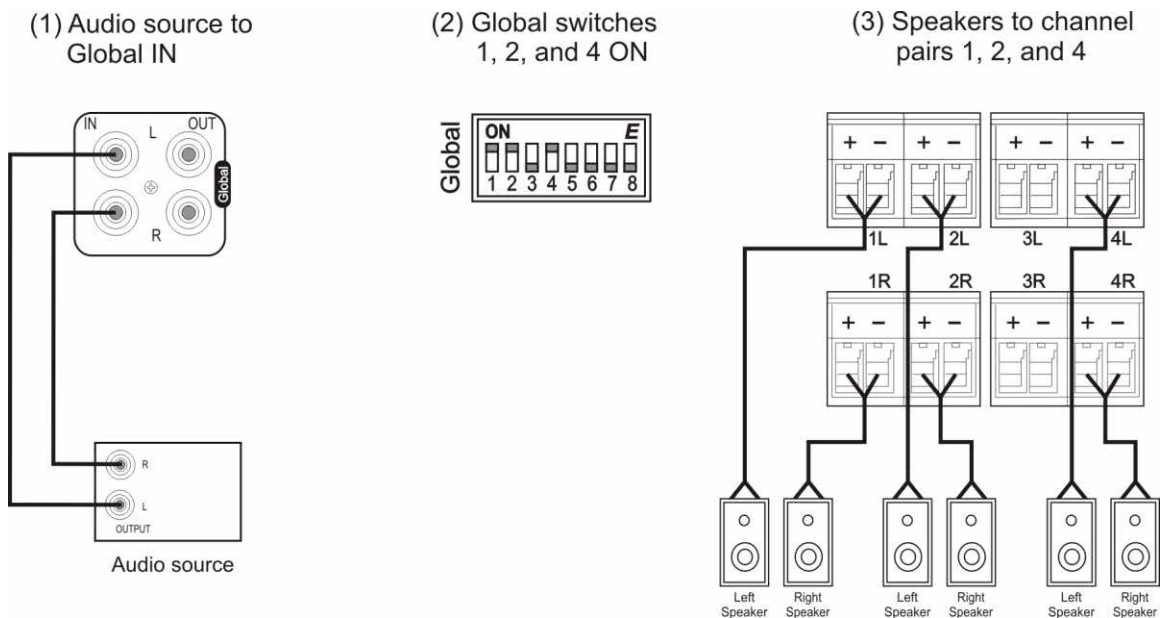 (1) Audio source to
Global IN
IN
L
OUT
Global
R
R
L
OUTPUT
Audio source
(2) Global switches
1, 2, and 4 ON
Global
ON
E
1 2 3 4 5 6 7 8
(3) Speakers to channel
pairs 1, 2, and 4
+ − + − + − + −
1L 2L 3L 4L
1R 2R 3R 4R
+ − + − + − + −
Left Right Left Right Left Right
Speaker Speaker Speaker Speaker Speaker Speaker